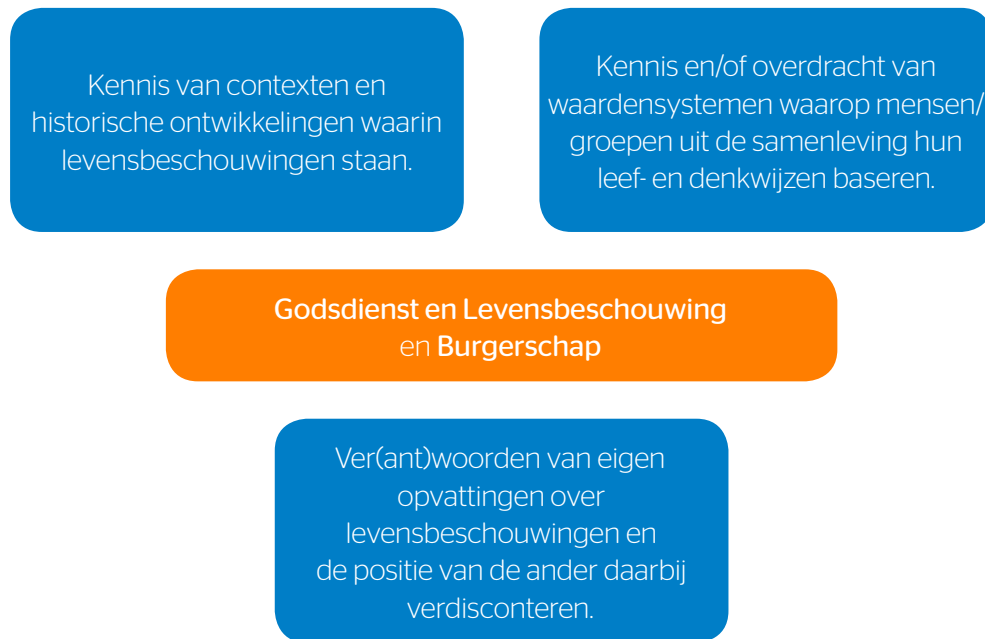 Kennis van contexten en
historische ontwikkelingen waarin
levensbeschouwingen staan.
Kennis en/of overdracht van
waardensystemen waarop mensen/
groepen uit de samenleving hun
leef- en denkwijzen baseren.
Godsdienst en Levensbeschouwing
en Burgerschap
Ver(ant)woorden van eigen
opvattingen over
levensbeschouwingen en
de positie van de ander daarbij
verdisconteren.